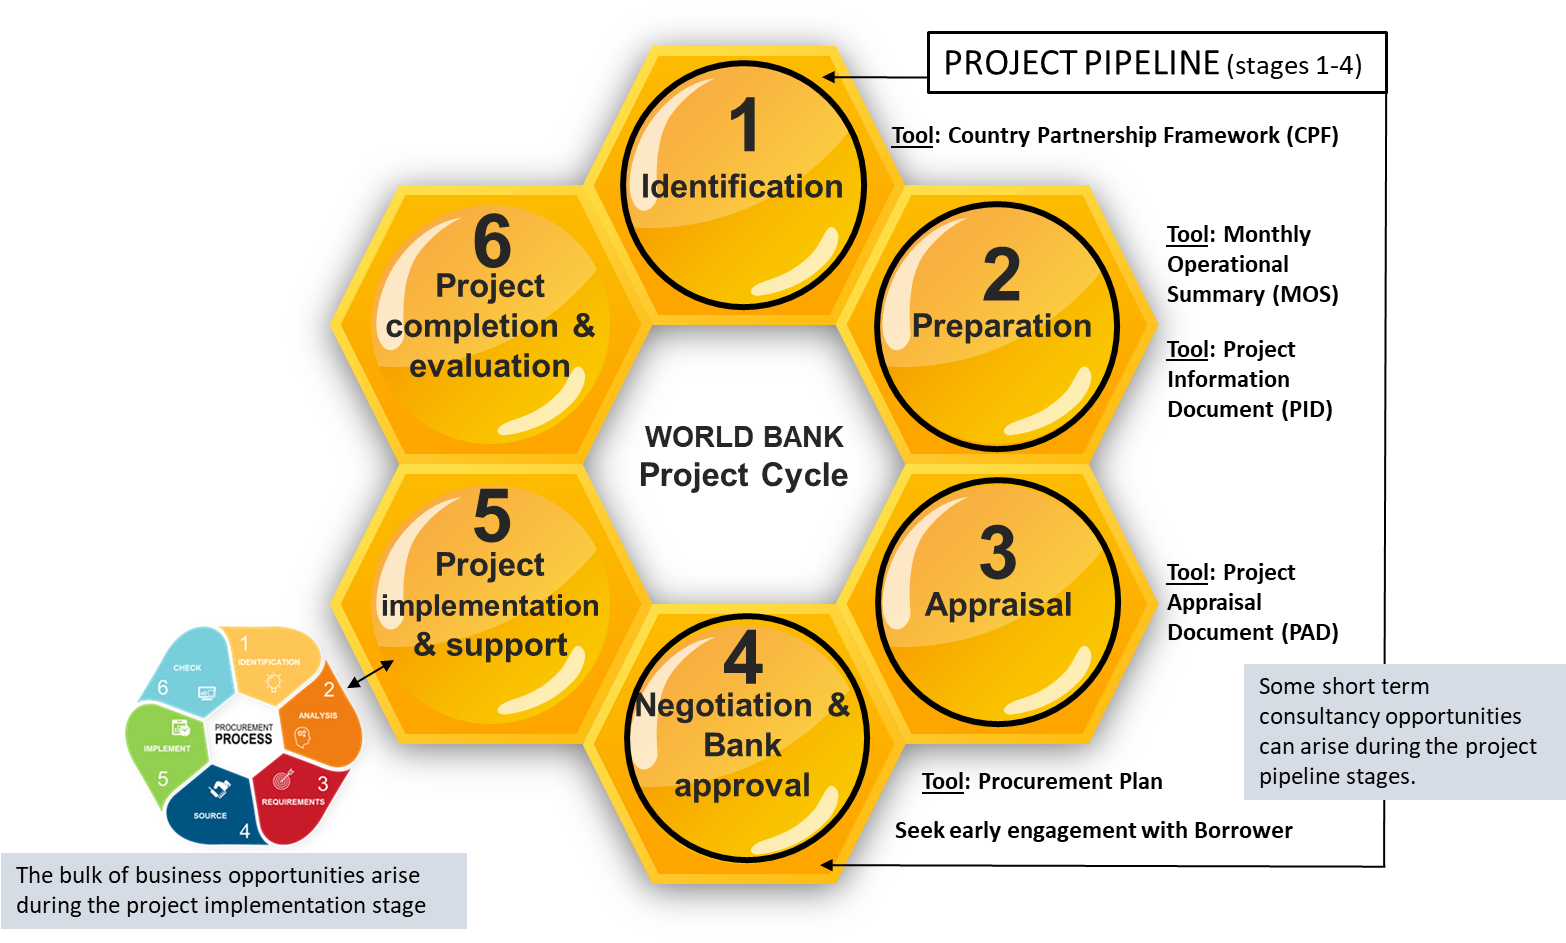 PROJECT PIPELINE (stages 1-4)
1
Identification
Tool: Country Partnership Framework (CPF)
2
Preparation
Tool: Monthly
Operational
Summary (MOS)
Tool: Project
Information
Document (PID)
3
Appraisal
Tool: Project
Appraisal
Document (PAD)
4
Negotiation &
Bank
approval
Tool: Procurement Plan
Seek early engagement with Borrower
Some short term
consultancy opportunities
can arise during the project
pipeline stages.
5
Project
implementation
& support
6
Project
completion &
evaluation
WORLD BANK
Project Cycle
1
IDENTIFICATION
2
ANALYSIS
3
REQUIREMENTS
SOURCE
4
IMPLEMENT
5
CHECK
6
PROCUREMENT
PROCESS
The bulk of business opportunities arise
during the project implementation stage